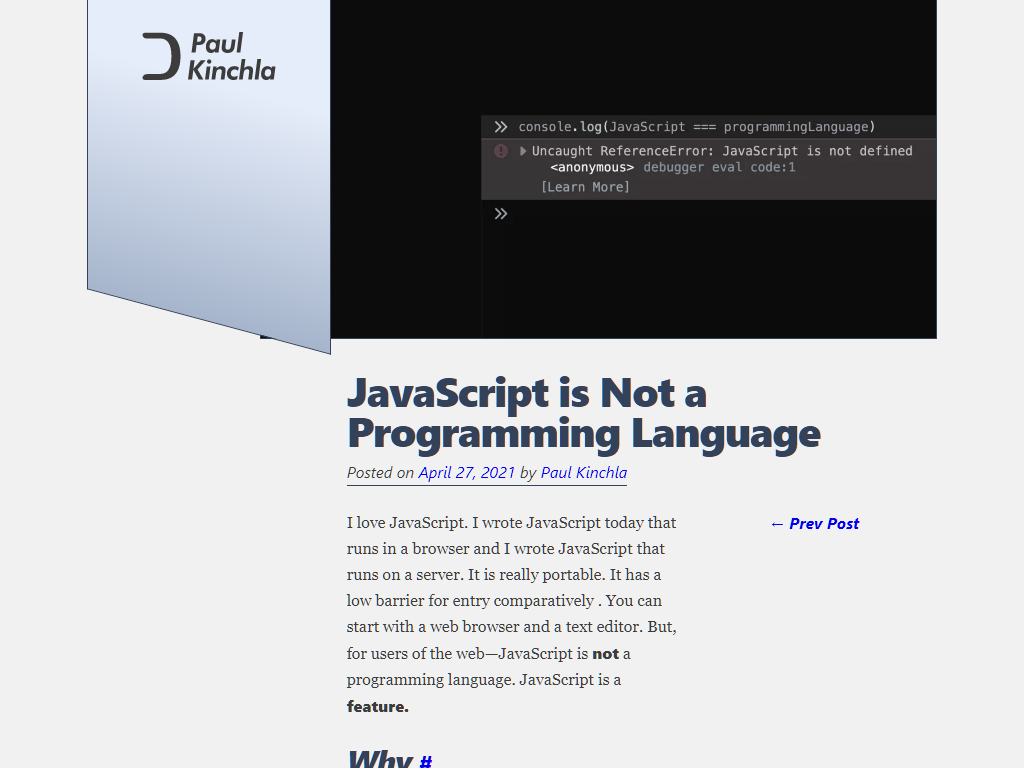 Paul
Kinchla
console.log(JavaScript === programmingLanguage)
Uncaught ReferenceError: JavaScript is not defined
<anonymous> debugger eval code:1
[Learn More]
JavaScript is Not a
Programming Language
Posted on April 27, 2021 by Paul Kinchla
I love JavaScript. I wrote JavaScript today that
runs in a browser and I wrote JavaScript that
runs on a server. It is really portable. It has a
low barrier for entry comparatively . You can
start with a web browser and a text editor. But,
for users of the web—JavaScript is not a
programming language. JavaScript is a
feature.
← Prev Post
Why #